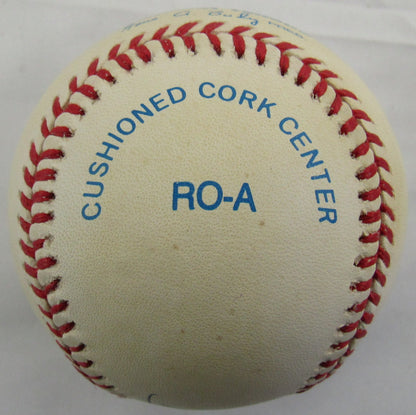 CUSHIONED CORK CENTER
RO-A